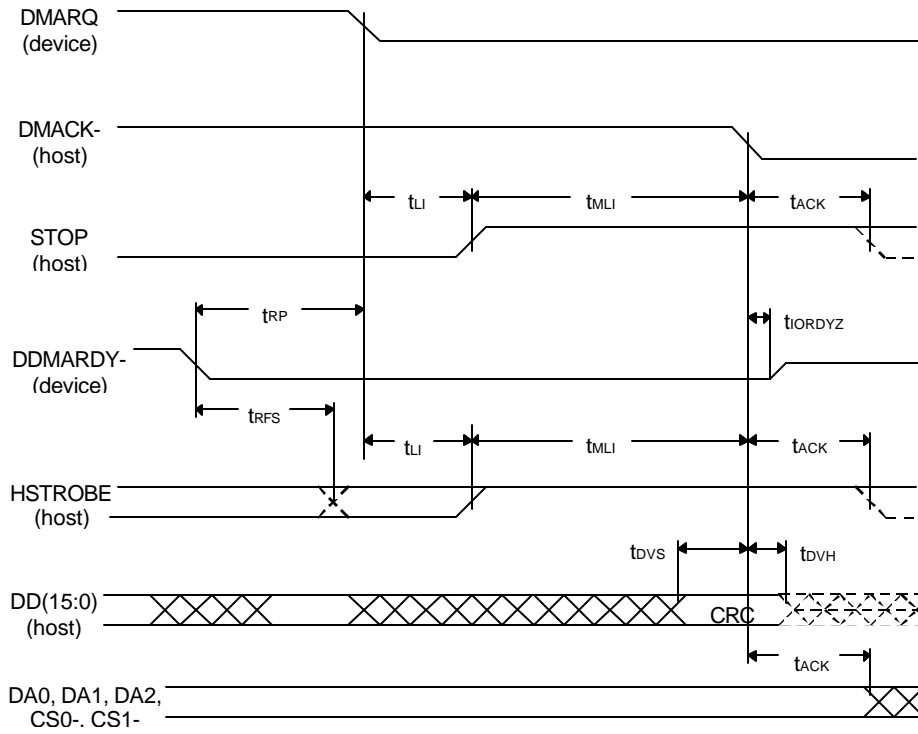 DMARQ
(device)
DMACK-
(host)
tLI
tMLI
tACK
STOP
(host)
tRP
tIORDYZ
DDMARDY-
(device)
tRFS
tLI
tMLI
tACK
HSTROBE
(host)
tDVS
tDVH
DD(15:0)
(host)
CRC
tACK
DA0, DA1, DA2,
CS0-, CS1-